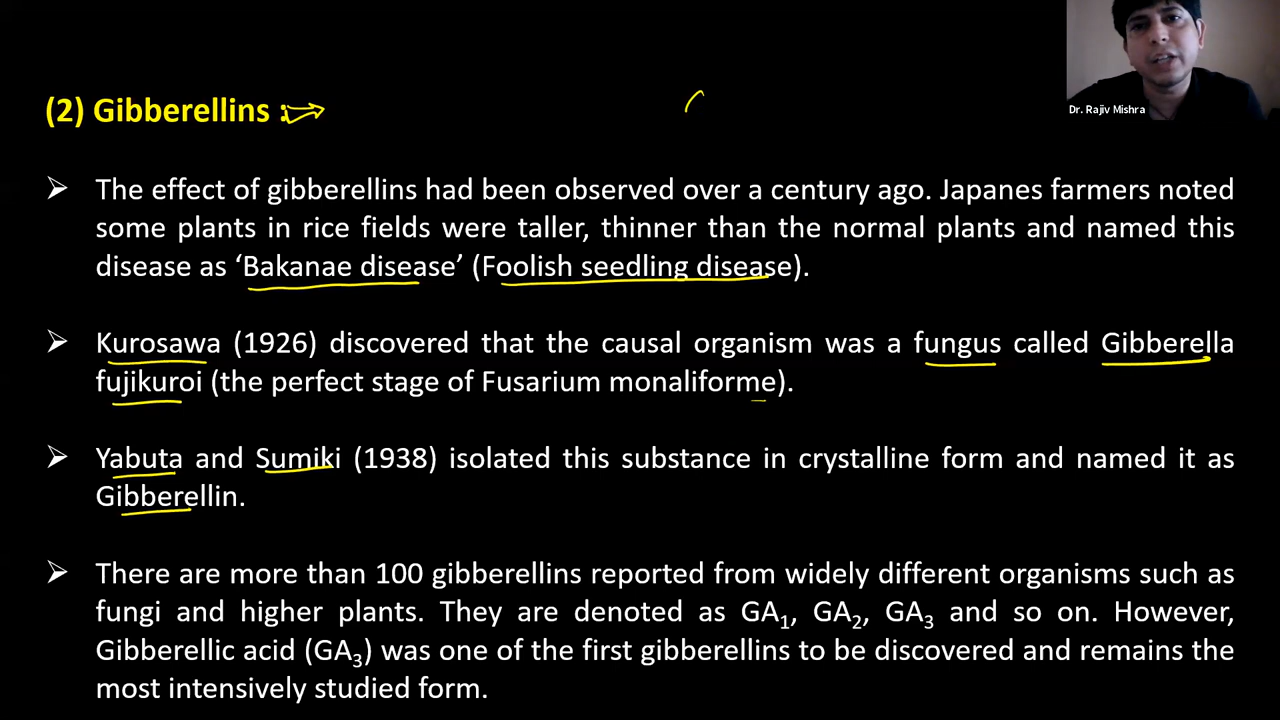 Dr. Rajiv Mishra
(2) Gibberellins :
➢ The effect of gibberellins had been observed over a century ago. Japanes farmers noted
some plants in rice fields were taller, thinner than the normal plants and named this
disease as ‘Bakanae disease’ (Foolish seedling disease).
➢ Kurosawa (1926) discovered that the causal organism was a fungus called Gibberella
fujikuroi (the perfect stage of Fusarium monaliforme).
➢ Yabuta and Sumiki (1938) isolated this substance in crystalline form and named it as
Gibberellin.
➢ There are more than 100 gibberellins reported from widely different organisms such as
fungi and higher plants. They are denoted as GA₁, GA₂, GA₃ and so on. However,
Gibberellic acid (GA₃) was one of the first gibberellins to be discovered and remains the
most intensively studied form.